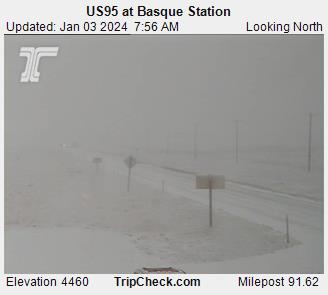 US95 at Basque Station
Updated: Jan 03 2024 7:56 AM Looking North
Elevation 4460 TripCheck.com Milepost 91.62